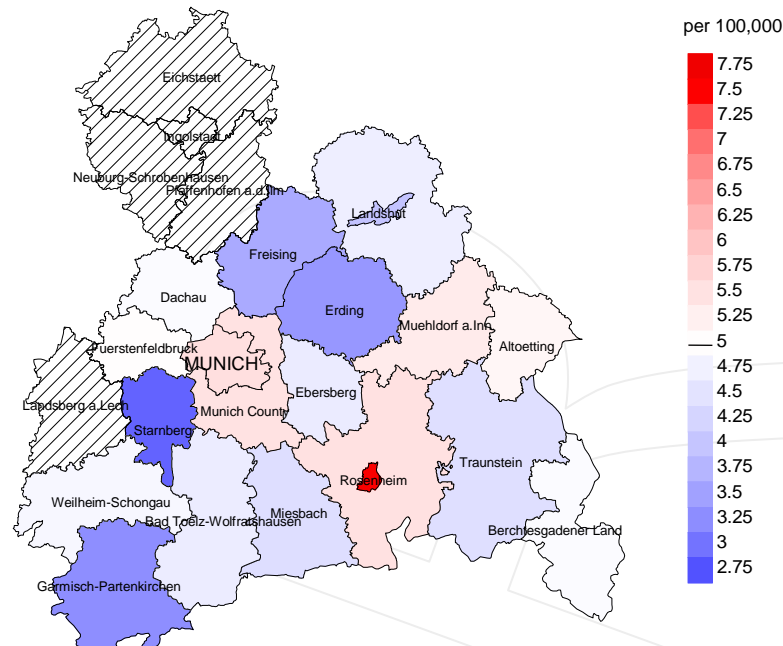 per 100,000
7.75
7.5
7.25
7
6.75
6.5
6.25
6
5.75
5.5
5.25
5
4.75
4.5
4.25
4
3.75
3.5
3.25
3
2.75
Eichstaett
Ingolstadt
Neuburg-Schrobenhausen
Pfaffenhofen a.d.Ilm
Landshut
Freising
Dachau
Erding
Muehldorf a.Inn
Altoetting
Fuerstenfeldbruck
MUNICH
Ebersberg
Landsberg a.Lech
Munich County
Starnberg
Traunstein
Rosenheim
Weilheim-Schongau
Miesbach
Bad Toelz-Wolfratshausen
Berchtesgadener Land
Garmisch-Partenkirchen